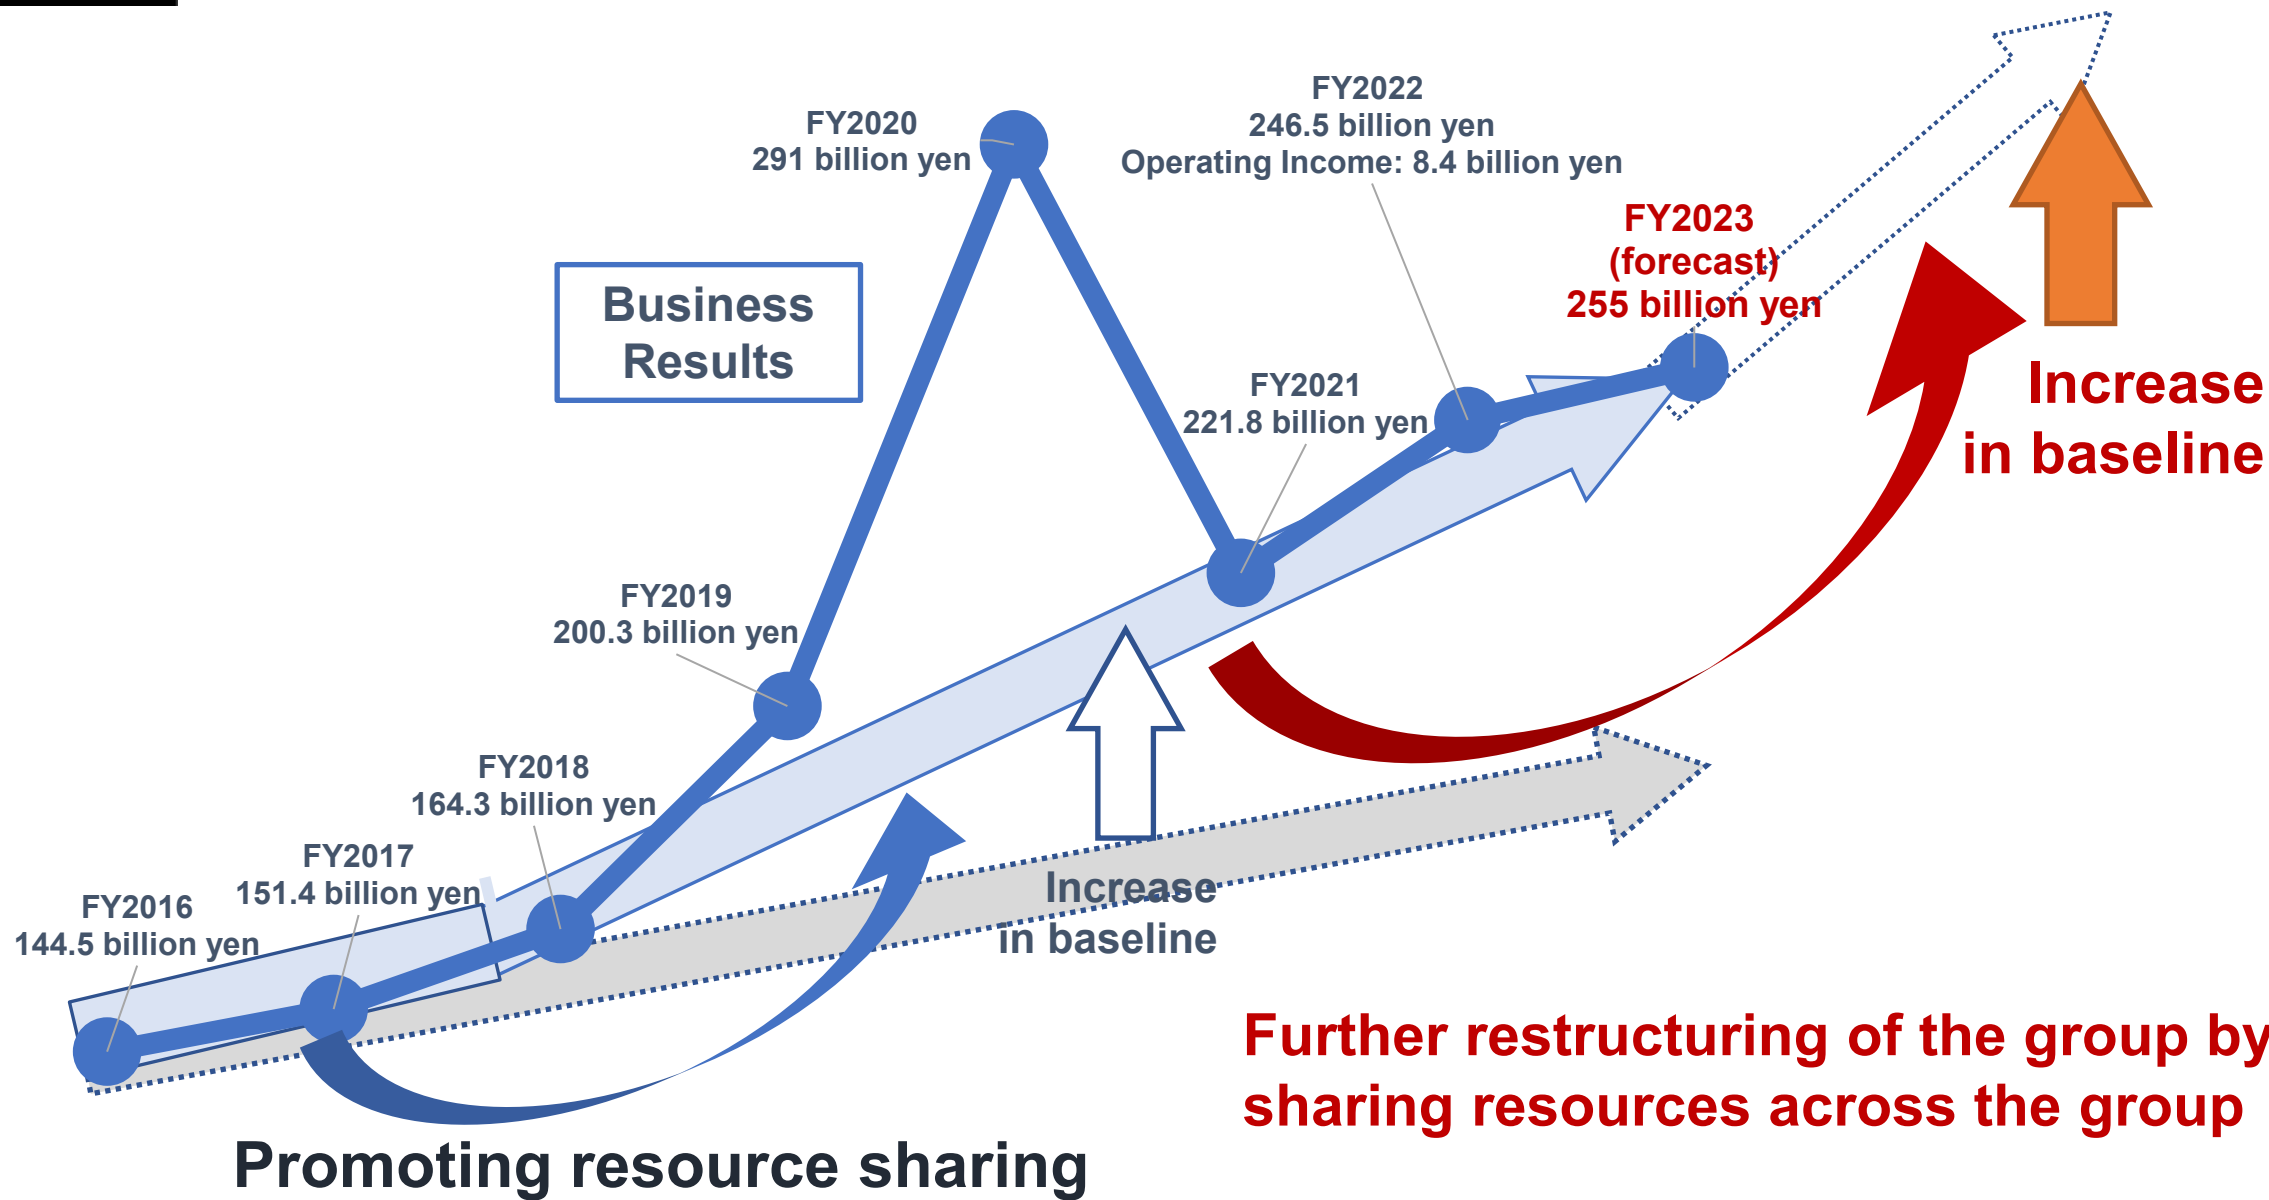 FY2022
246.5 billion yen
Operating Income: 8.4 billion yen
FY2020
291 billion yen
FY2023
(forecast)
255 billion yen
Business
Results
Increase
in baseline
FY2021
221.8 billion yen
FY2019
200.3 billion yen
FY2018
164.3 billion yen
FY2017
151.4 billion yen
FY2016
144.5 billion yen
Increase
in baseline
Further restructuring of the group by
sharing resources across the group
Promoting resource sharing